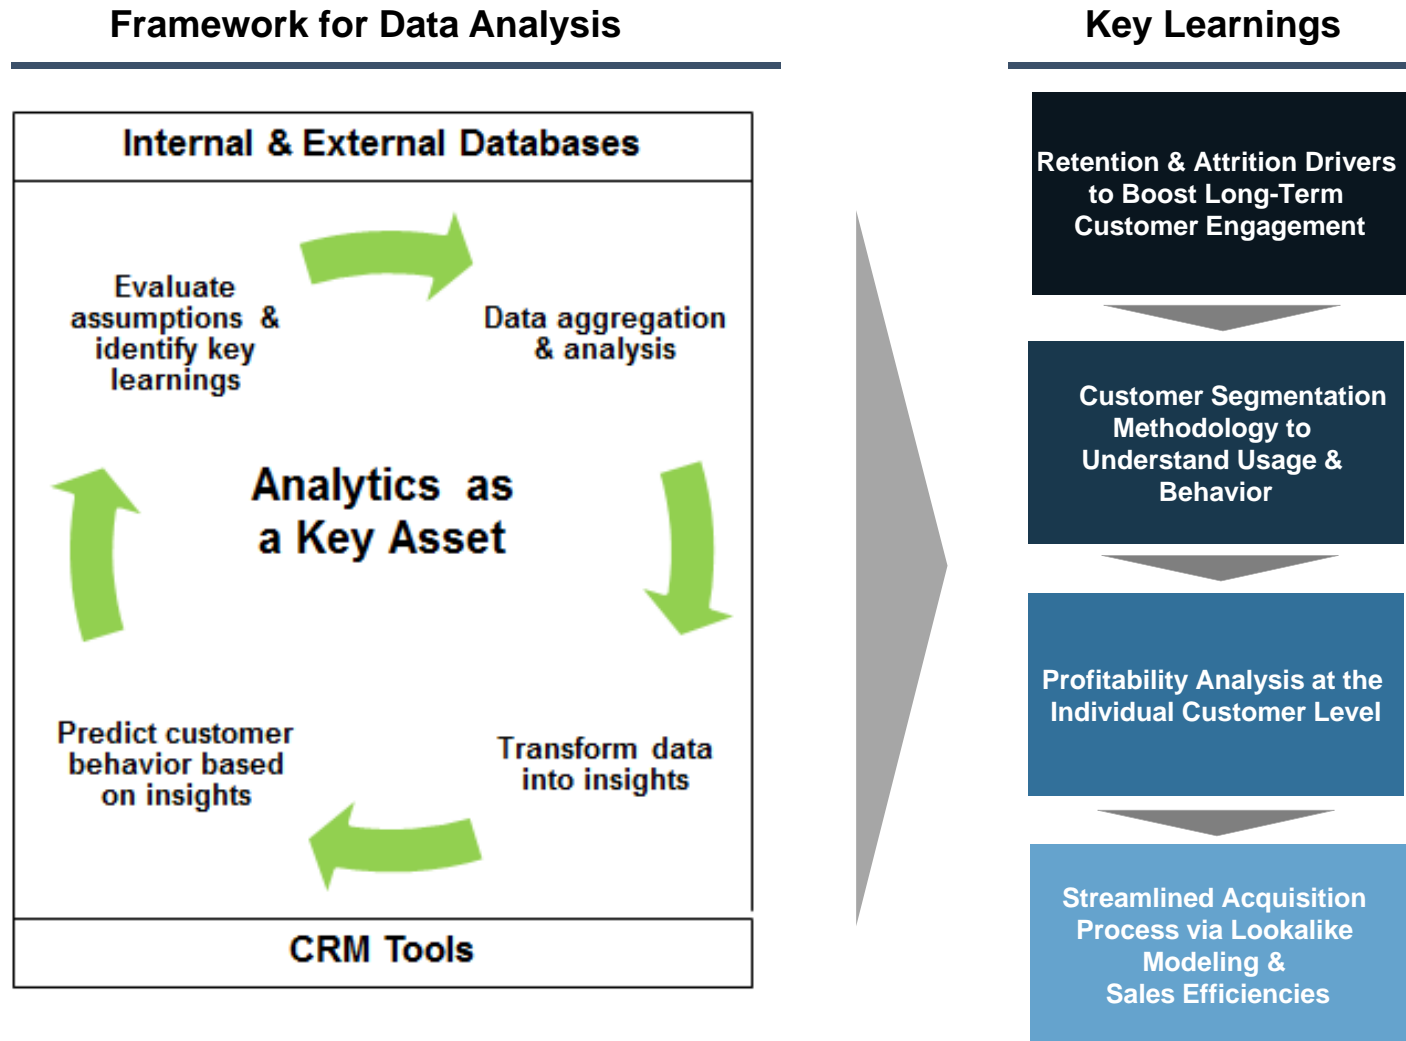 Framework for Data Analysis
Key Learnings
Internal & External Databases
Evaluate
assumptions &
identify key
learnings
Data aggregation
& analysis
Analytics as
a Key Asset
Predict customer
behavior based
on insights
Transform data
into insights
CRM Tools
Retention & Attrition Drivers
to Boost Long-Term
Customer Engagement
Customer Segmentation
Methodology to
Understand Usage &
Behavior
Profitability Analysis at the
Individual Customer Level
Streamlined Acquisition
Process via Lookalike
Modeling &
Sales Efficiencies